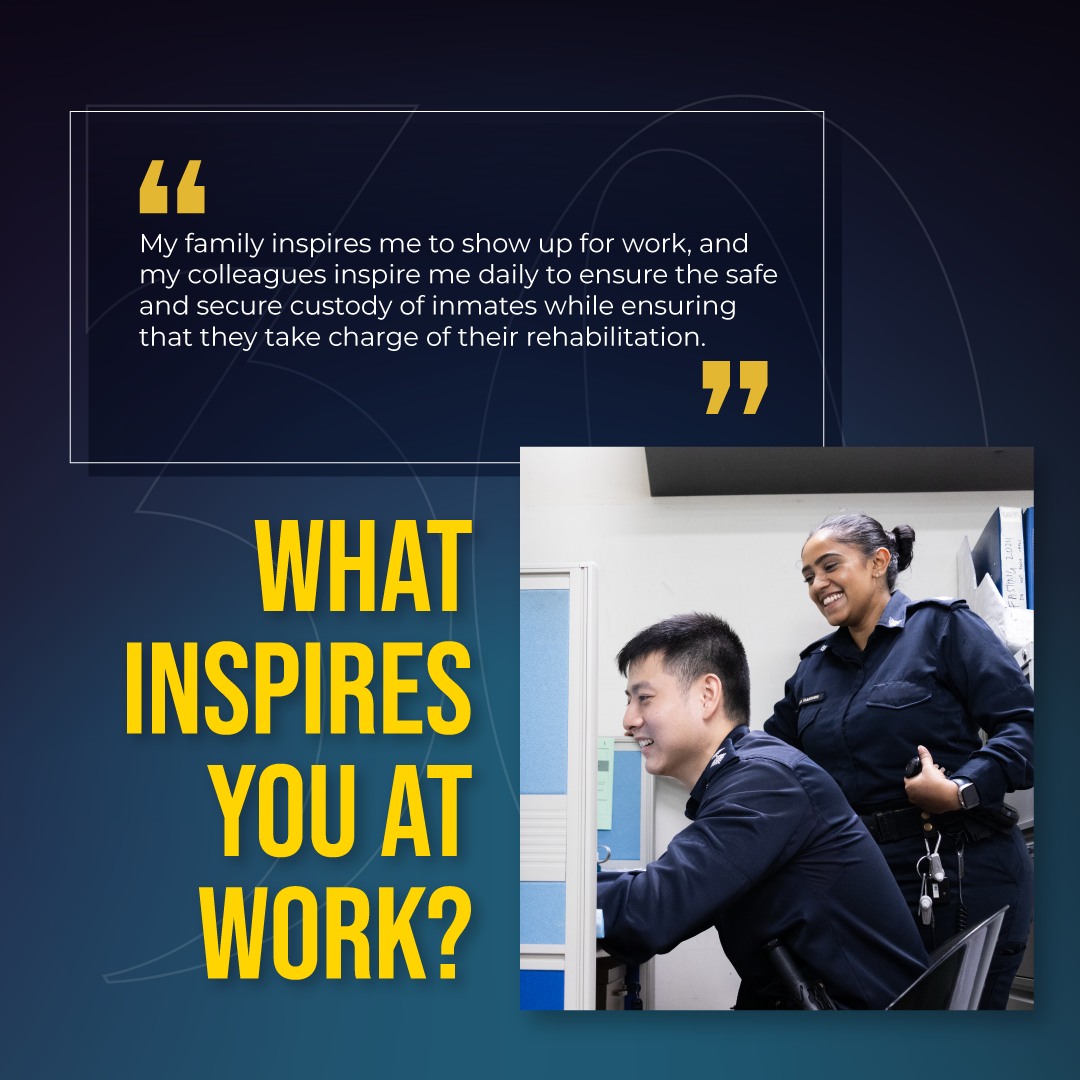 My family inspires me to show up for work, and
my colleagues inspire me daily to ensure the safe
and secure custody of inmates while ensuring
that they take charge of their rehabilitation.
WHAT
INSPIRES
YOU AT
WORK?